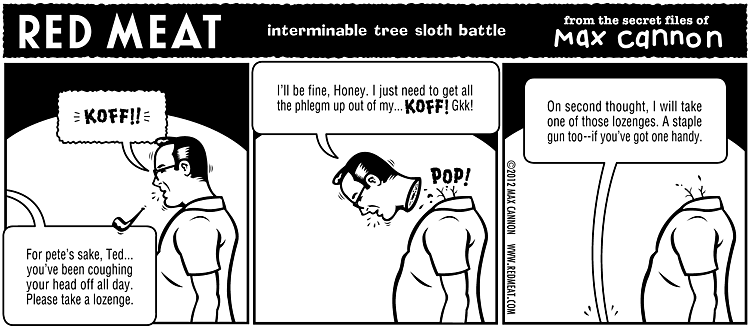 RED MEAT
interminable tree sloth battle
from the secret files of
Max cannon
KOFF!!
For pete's sake, Ted...
you've been coughing
your head off all day.
Please take a lozenge.
I'll be fine, Honey. I just need to get all
the phlegm up out of my... KOFF! Gkk!
POP!
On second thought, I will take
one of those lozenges. A staple
gun too--if you've got one handy.
©2012 MAX CANNON WWW.REDMEAT.COM